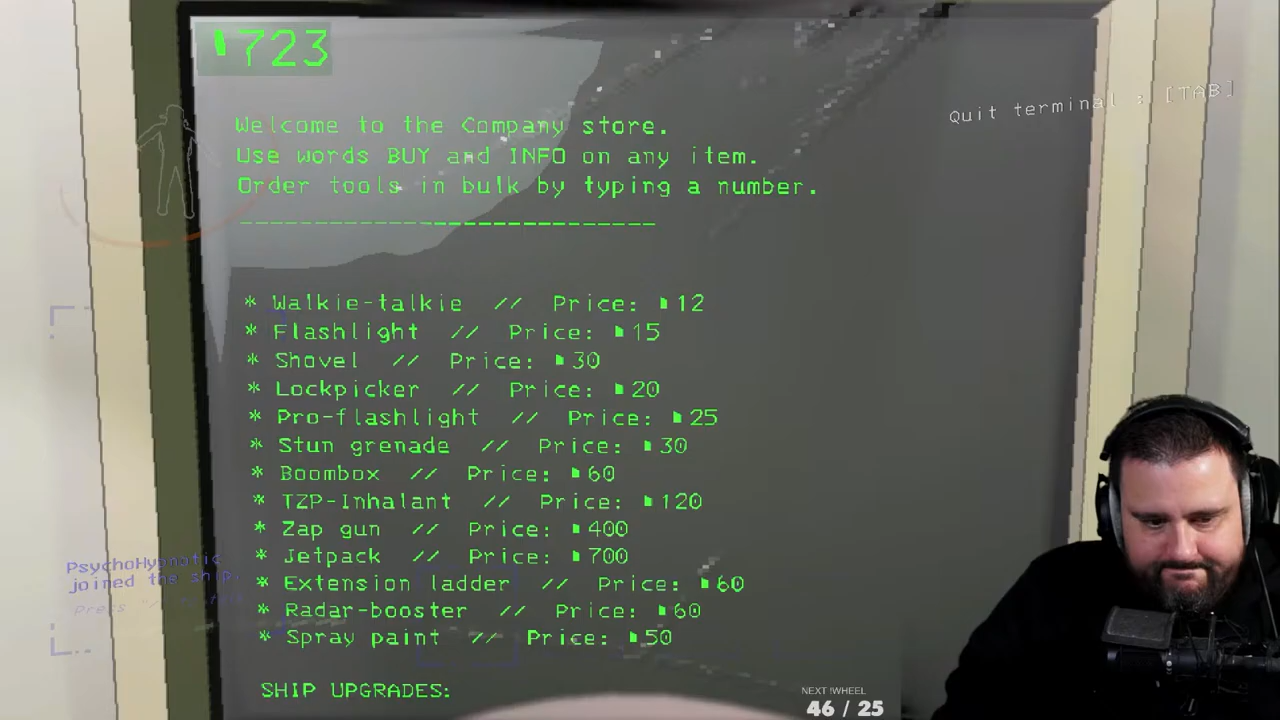 723
Quit terminal : [TAB]
Welcome to the Company store.
Use words BUY and INFO on any item.
Order tools in bulk by typing a number.
* Walkie-talkie // Price: 12
* Flashlight // Price: 15
* Shovel // Price: 30
* Lockpicker // Price: 20
* Pro-flashlight // Price: 25
* Stun grenade // Price: 30
* Boombox // Price: 60
* TZP-Inhalant // Price: 120
* Zap gun // Price: 400
* Jetpack // Price: 700
* Extension ladder // Price: 60
* Radar-booster // Price: 60
* Spray paint // Price: 50
SHIP UPGRADES:
PsychoHypnotic
joined the ship.
Press
NEXT !WHEEL
46 / 25